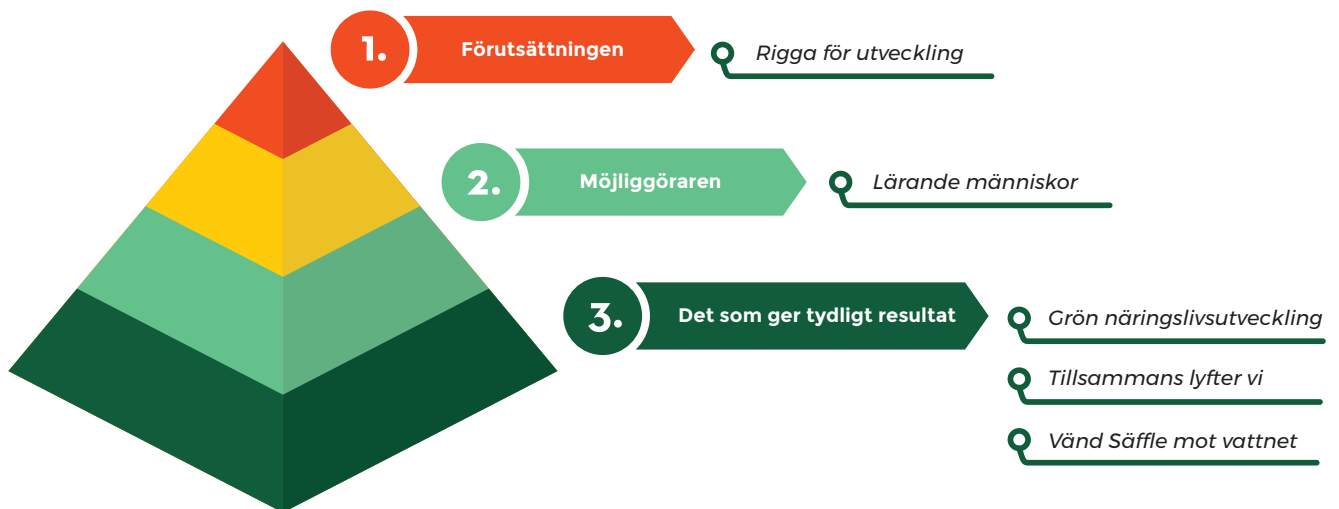 1.
Förutsättningen
Rigga för utveckling
2.
Möjliggöraren
Lärande människor
3.
Det som ger tydligt resultat
Grön näringslivsutveckling
Tillsammans lyfter vi
Vänd Säffle mot vattnet